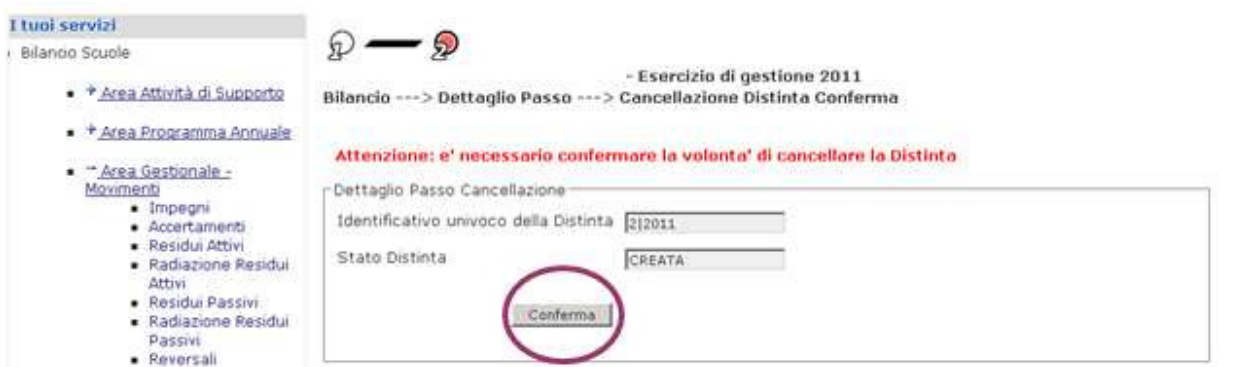 I tuoi servizi
Bilancio Scuole
Area Attività di Supporto
Area Programma Annuale
Area Gestionale -
Movimenti
Impegni
Accertamenti
Residui Attivi
Radiazione Residui
Attivi
Residui Passivi
Radiazione Residui
Passivi
Reversali
1 2
- Esercizio di gestione 2011
Bilancio ---> Dettaglio Passo ---> Cancellazione Distinta Conferma
Attenzione: e' necessario confermare la volonta' di cancellare la Distinta
Dettaglio Passo Cancellazione
Identificativo univoco della Distinta 2|2011
Stato Distinta CREATA
Conferma